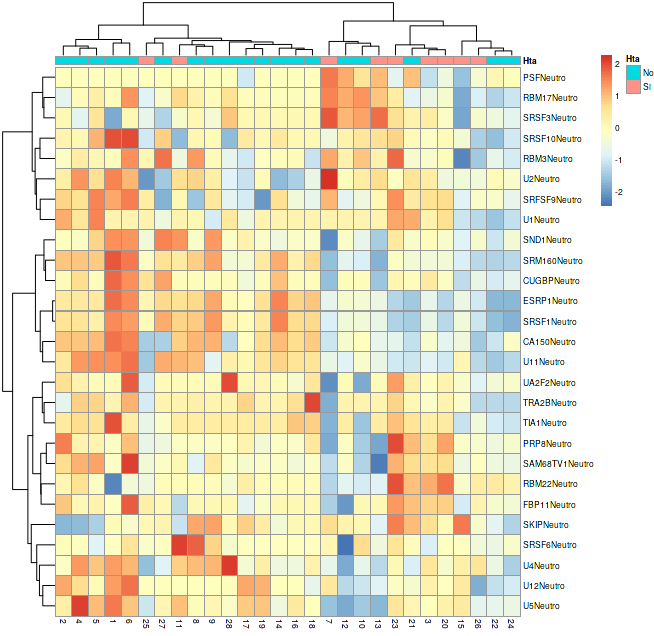 Hta
Hta
No
SI
2
1
0
-1
-2
PSFNeutro
RBM17Neutro
SRSF3Neutro
SRSF10Neutro
RBM3Neutro
U2Neutro
SRFSF9Neutro
U1Neutro
SND1Neutro
SRM160Neutro
CUGBPNeutro
ESRP1Neutro
SRSF1Neutro
CA150Neutro
U11Neutro
UA2F2Neutro
TRA2BNeutro
TIA1Neutro
PRP8Neutro
SAM68TV1Neutro
RBM22Neutro
FBP11Neutro
SKIPNeutro
SRSF6Neutro
U4Neutro
U12Neutro
U5Neutro
2 4 5 1 6 25 27 11 8 9 28 17 19 14 16 18 7 12 10 13 23 21 3 20 15 26 22 24